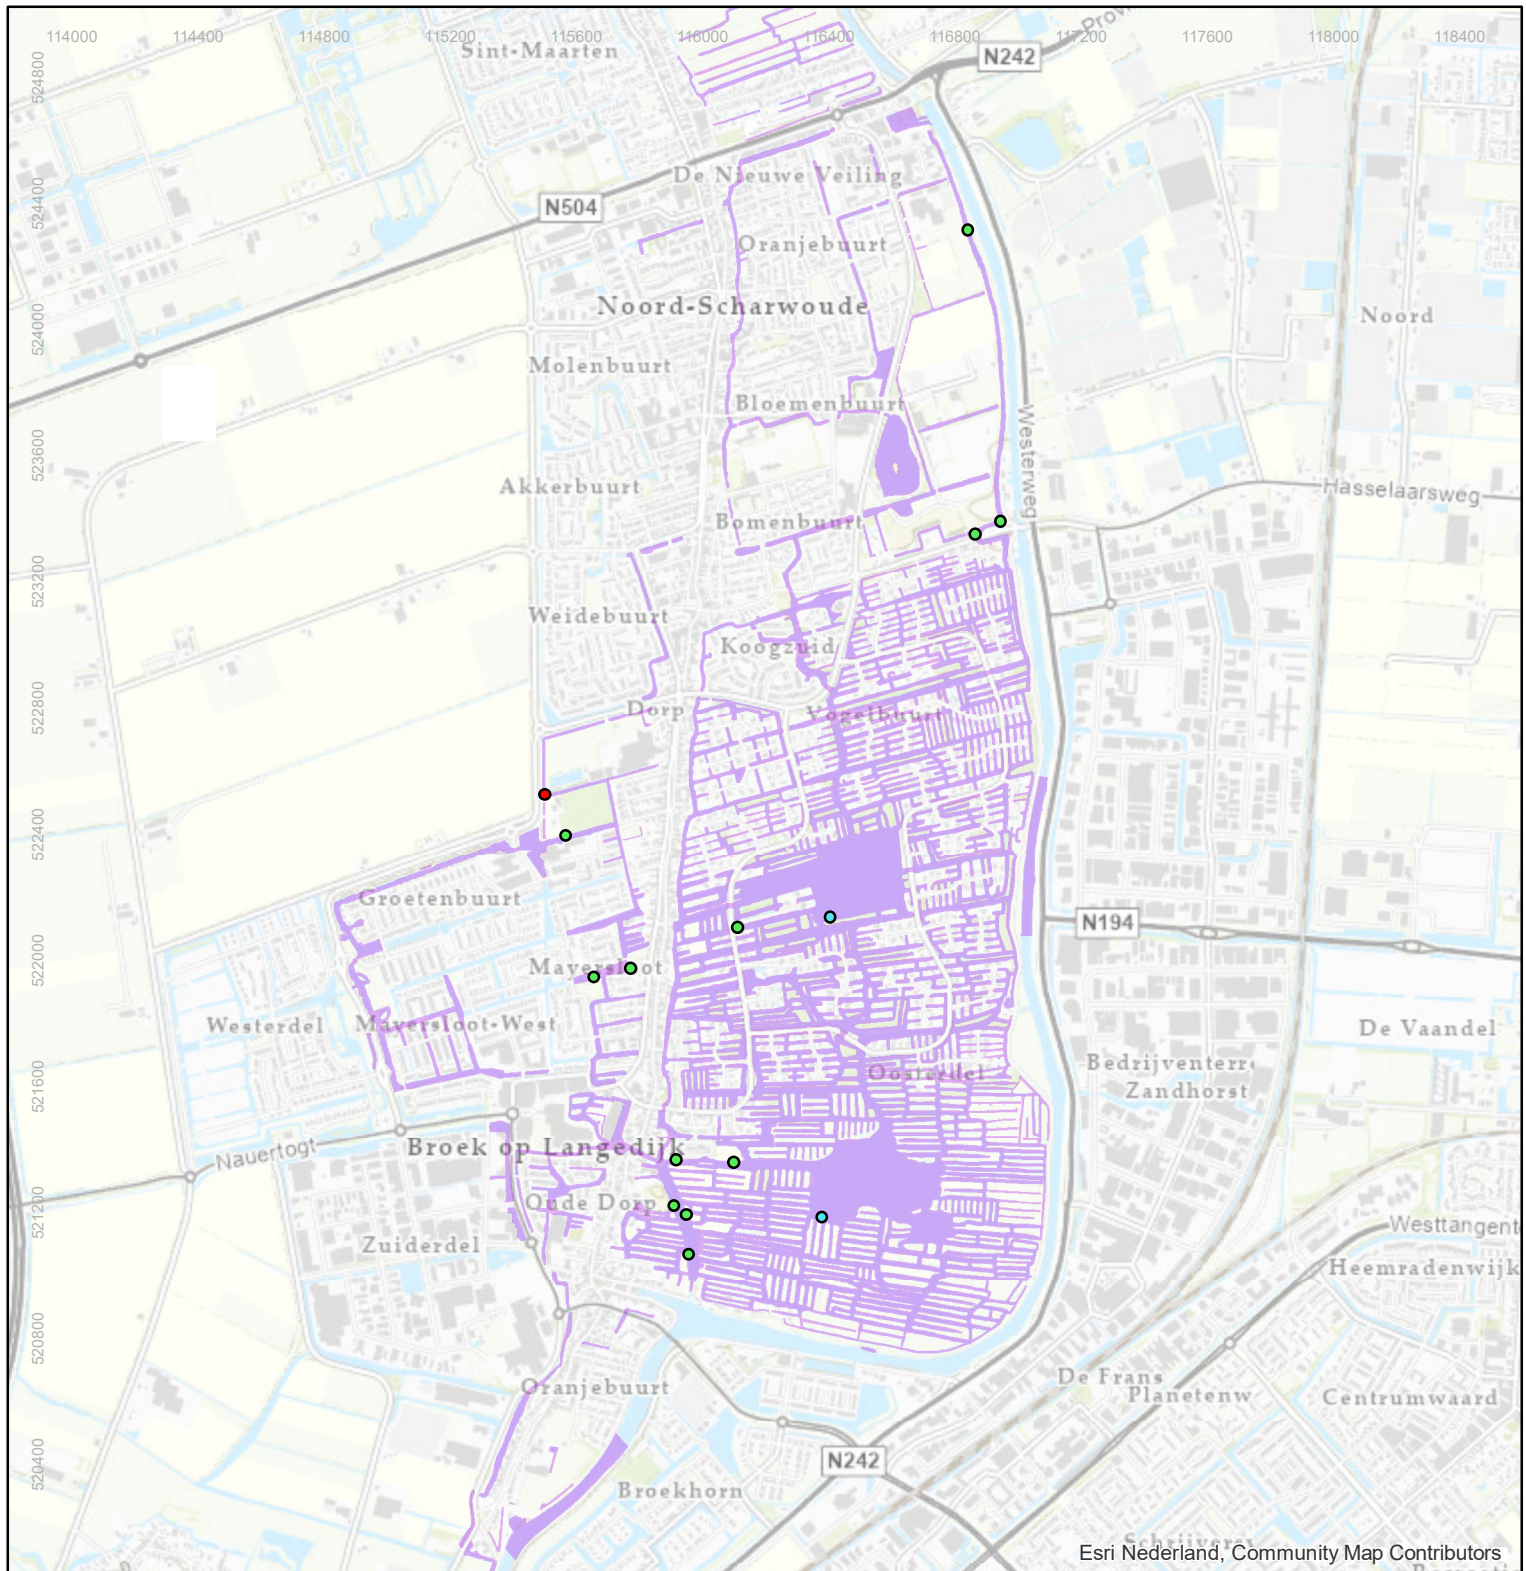 114000 114400 114800 115200 115600 116000 116400 116800 117200 117600 118000 118400
Sint-Maarten
N242
524800
De Nieuwe Veiling
N504
524400
Oranjebuurt
Noord-Scharwoude
Noord
524000
Molenbuurt
Bloemenbuurt
Westerweg
523600
Akkerbuurt
Hasselaarsweg
Bomenbuurt
523200
Weidebuurt
Koogzuid
522800
Dorp
Vogelbuurt
522400
Groetenbuurt
N194
522000
Mayersloot
Westerdel
Mayersloot-West
De Vaandel
Bedrijventerre
Zandhorst
521600
Oosterdel
Nauertogt
Broek op Langedijk
521200
Oude Dorp
Westtangent
Zuiderdel
Heemradenwijk
520800
De Frans
Planetenw
Centrumwaard
Oranjebuurt
520400
N242
Broekhorn
Esri Nederland, Community Map Contributors